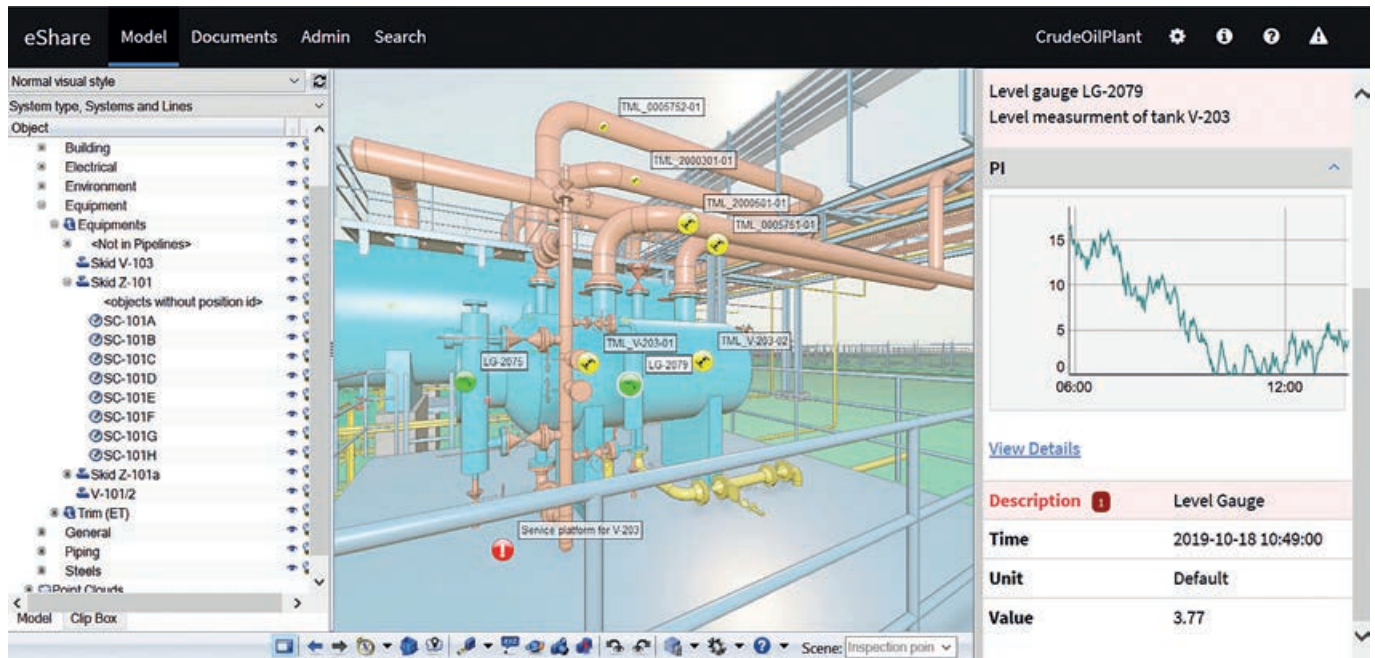 eShare Model Documents Admin Search CrudeOilPlant
Normal visual style
System type, Systems and Lines
Object
Building
Electrical
Environment
Equipment
Equipments
<Not in Pipelines>
Skid V-103
Skid Z-101
<objects without position id>
SC-101A
SC-101B
SC-101C
SC-101D
SC-101E
SC-101F
SC-101G
SC-101H
Skid Z-101a
V-101/2
Trim (ET)
General
Piping
Steels
Point Clouds
Model Clip Box
TML_0005752-01
TML_2000301-01
TML_2000501-01
TML_0005751-01
TML_V-203-01
TML_V-203-02
LG-2075
LG-2079
Service platform for V-203
Scene: Inspection poin
Level gauge LG-2079
Level measurment of tank V-203
PI
15
10
5
0
06:00 12:00
View Details
Description 1 Level Gauge
Time 2019-10-18 10:49:00
Unit Default
Value 3.77